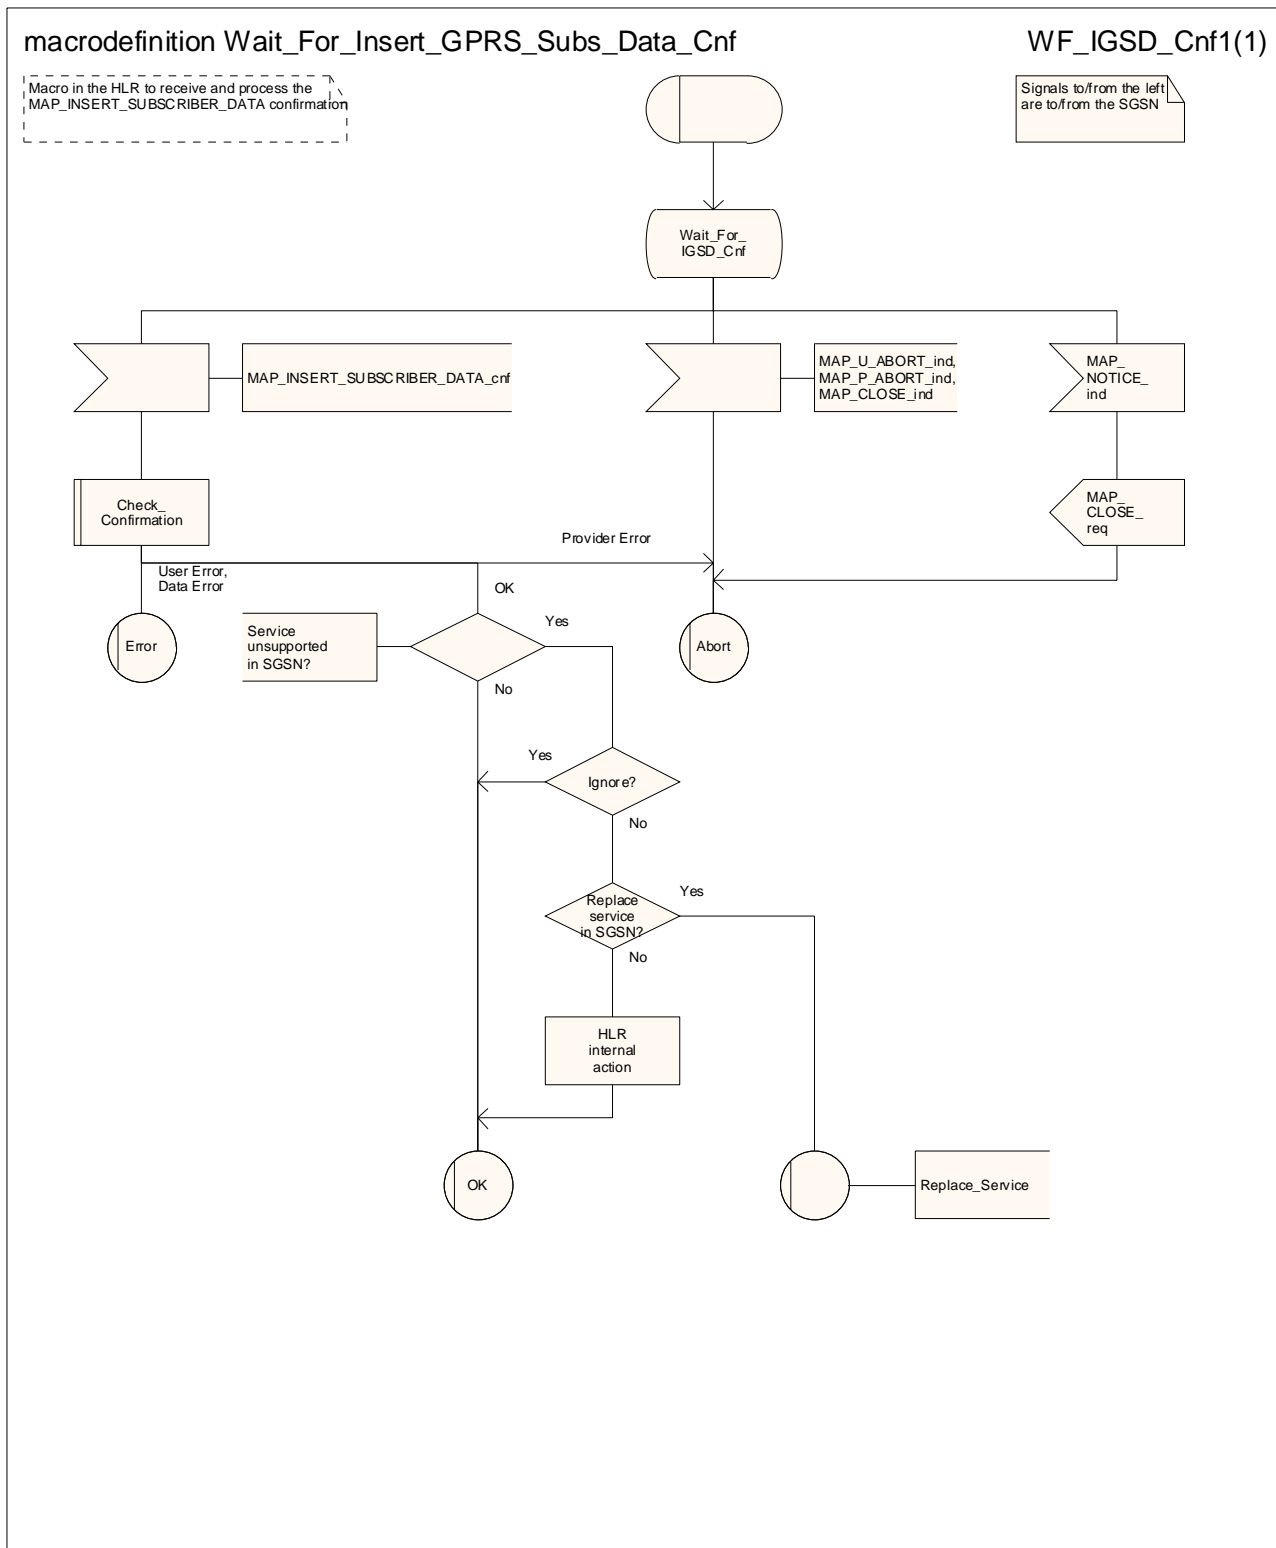 macrodefinition Wait_For_Insert_GPRS_Subs_Data_Cnf
WF_IGSD_Cnf1(1)
Macro in the HLR to receive and process the
MAP_INSERT_SUBSCRIBER_DATA confirmation
Signals to/from the left
are to/from the SGSN
Wait_For_
IGSD_Cnf
MAP_INSERT_SUBSCRIBER_DATA_cnf
MAP_U_ABORT_ind,
MAP_P_ABORT_ind,
MAP_CLOSE_ind
MAP_
NOTICE_
ind
Check_
Confirmation
MAP_
CLOSE_
req
Provider Error
User Error,
Data Error
OK
Error
Service
unsupported
in SGSN?
Yes
Abort
No
Yes
Ignore?
No
Replace
service
in SGSN?
Yes
No
HLR
internal
action
OK
Replace_Service